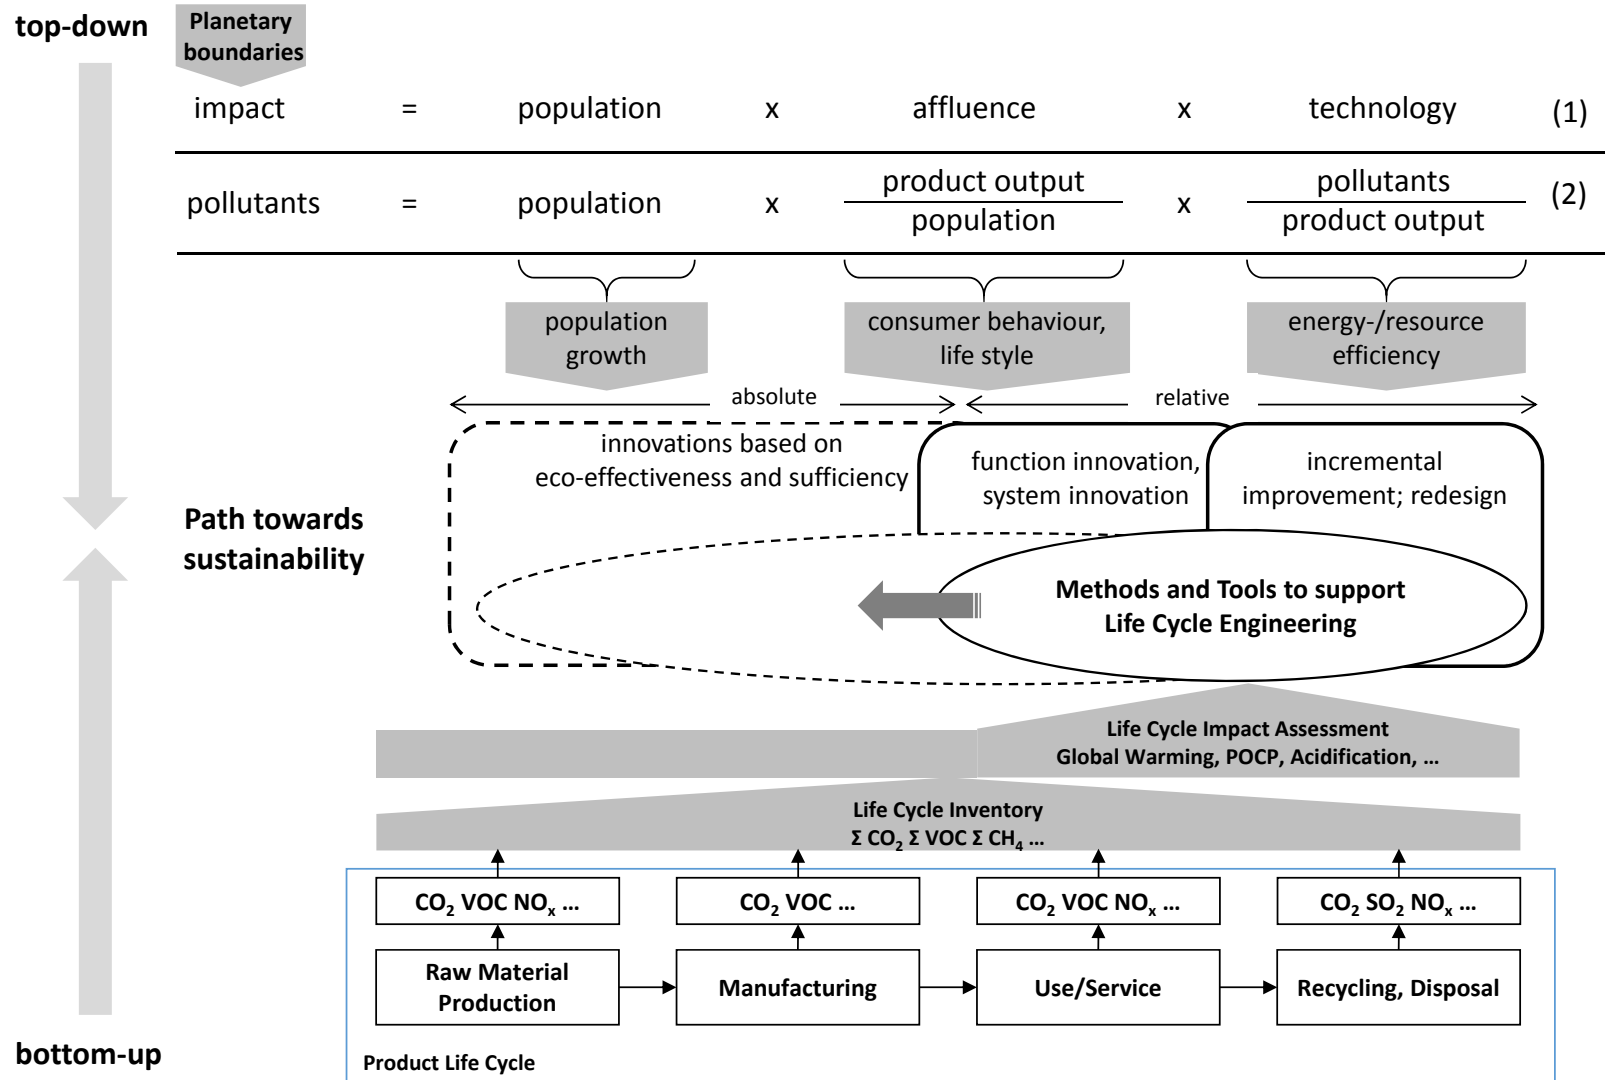 top-down
Planetary
boundaries
impact = population x affluence x technology (1)
pollutants = population x product output / population x pollutants / product output (2)
population
growth
consumer behaviour,
life style
energy-/resource
efficiency
absolute
relative
innovations based on
eco-effectiveness and sufficiency
function innovation,
system innovation
incremental
improvement; redesign
Path towards
sustainability
Methods and Tools to support
Life Cycle Engineering
Life Cycle Impact Assessment
Global Warming, POCP, Acidification, ...
Life Cycle Inventory
Σ CO₂ Σ VOC Σ CH₄ ...
CO₂ VOC NOₓ ...
CO₂ VOC ...
CO₂ VOC NOₓ ...
CO₂ SO₂ NOₓ ...
Raw Material
Production
Manufacturing
Use/Service
Recycling, Disposal
bottom-up
Product Life Cycle